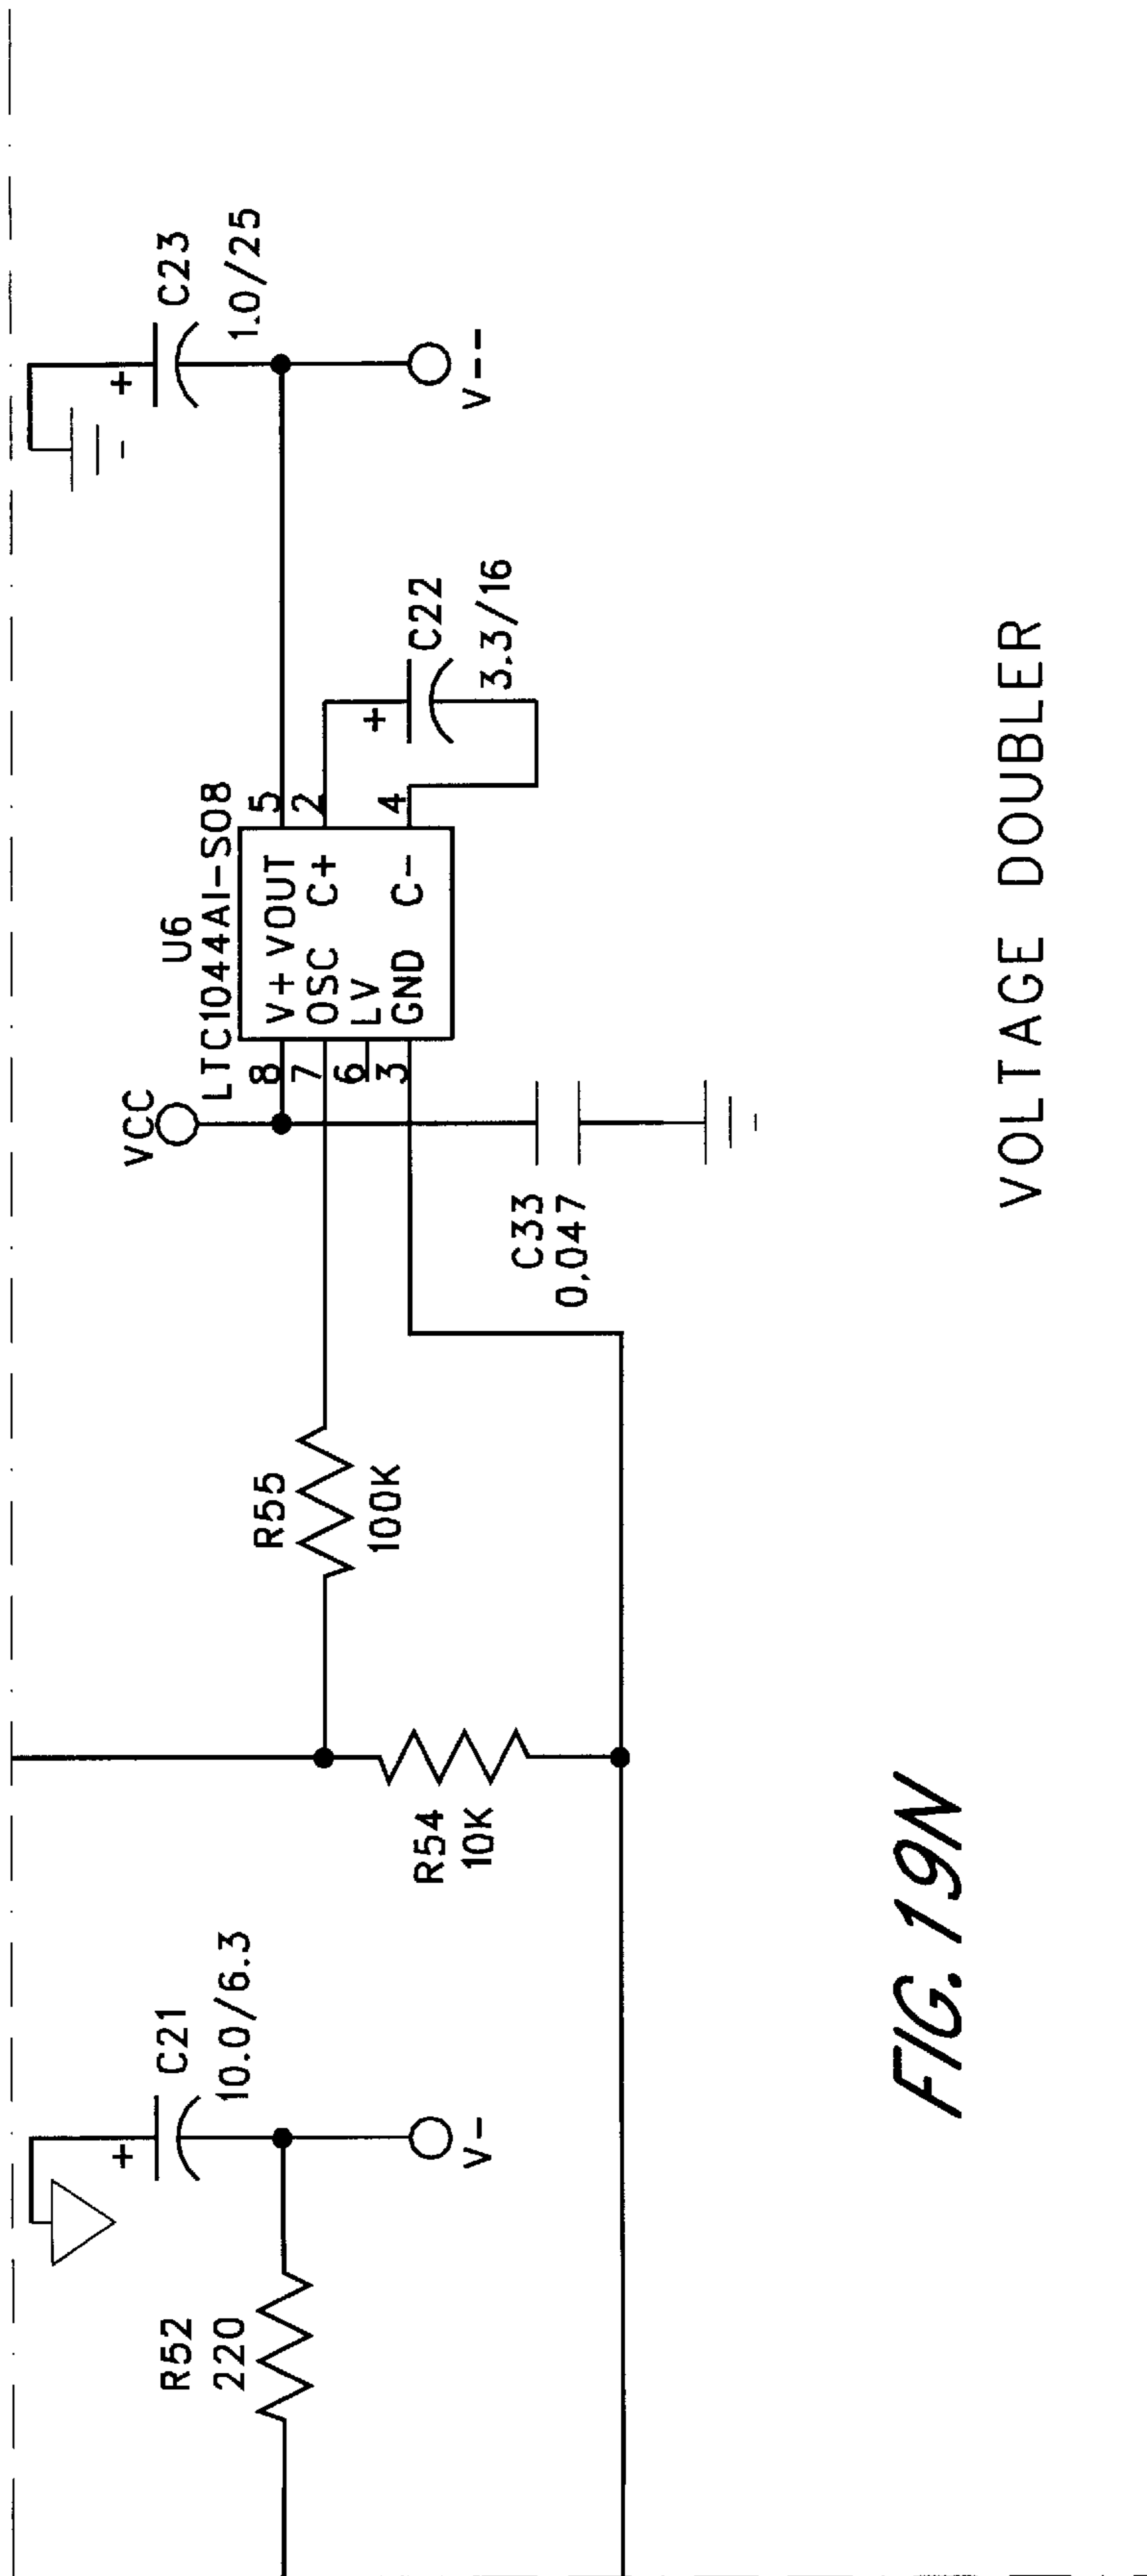 R52
220
C21
10.0/6.3
+
V-
R54
10K
R55
100K
VCC
C33
0.047
U6
LTC1044AI-SO8
8 V+ VOUT 5
7 OSC C+ 2
6 LV
3 GND C- 4
+
C22
3.3/16
+
C23
1.0/25
V--
FIG. 19N
VOLTAGE DOUBLER